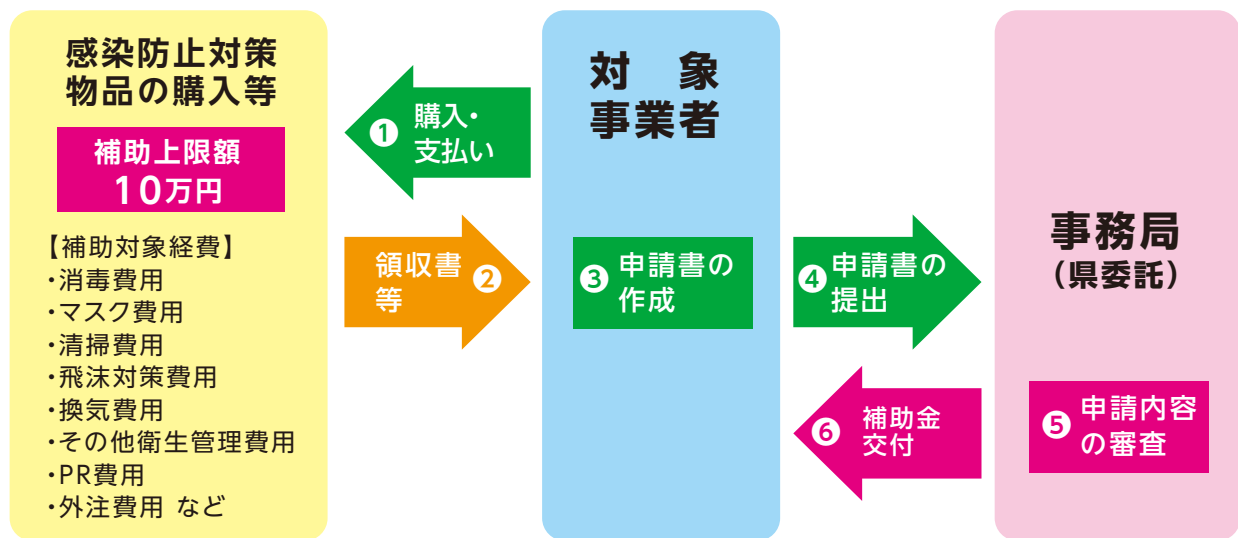 感染防止対策
物品の購入等
補助上限額
10万円
【補助対象経費】
・消毒費用
・マスク費用
・清掃費用
・飛沫対策費用
・換気費用
・その他衛生管理費用
・PR費用
・外注費用 など
❶ 購入・
支払い
領収書 ❷
等
対 象
事業者
❸ 申請書の
作成
❹ 申請書の
提出
❻ 補助金
交付
事務局
（県委託）
❺ 申請内容
の審査